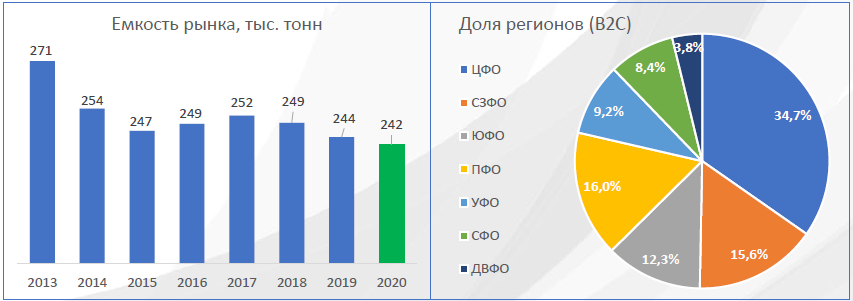 Емкость рынка, тыс. тонн
271
254
247
249
252
249
244
242
2013
2014
2015
2016
2017
2018
2019
2020
Доля регионов (B2C)
ЦФО
СЗФО
ЮФО
ПФО
УФО
СФО
ДВФО
34,7%
15,6%
12,3%
16,0%
9,2%
8,4%
3,8%